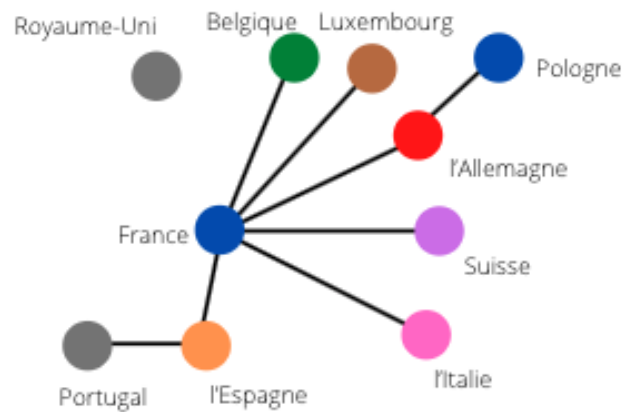 Royaume-Uni
Belgique
Luxembourg
Pologne
l'Allemagne
France
Suisse
l'Italie
l'Espagne
Portugal